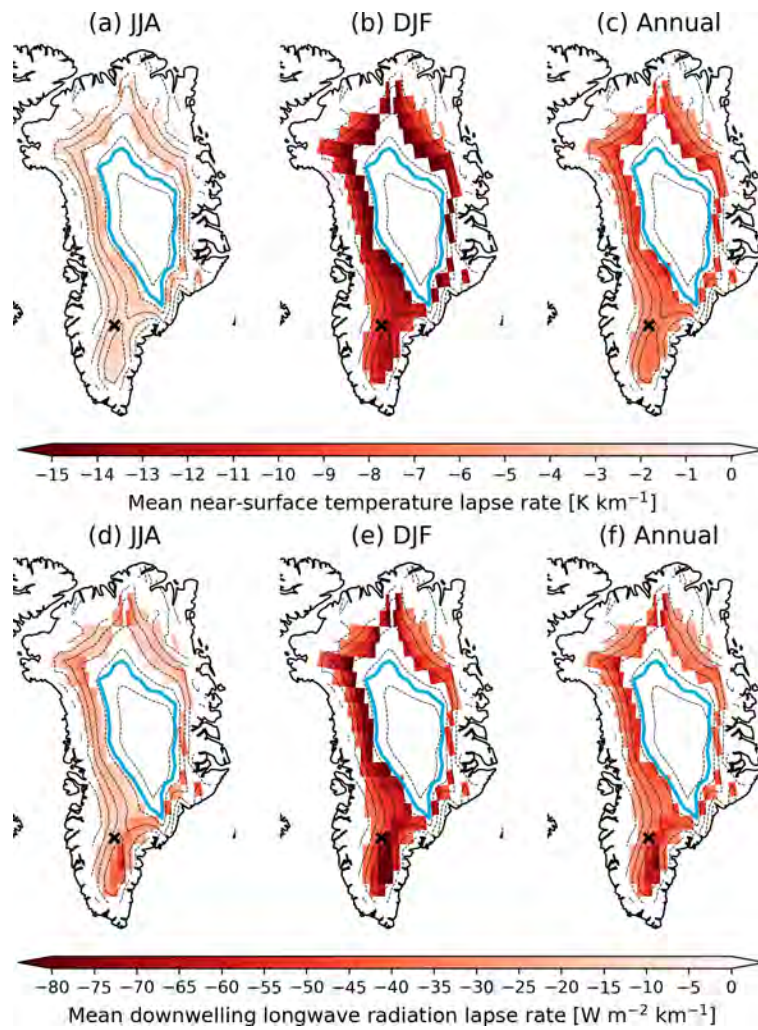 (a) JJA (b) DJF (c) Annual
−15 −14 −13 −12 −11 −10 −9 −8 −7 −6 −5 −4 −3 −2 −1 0
Mean near-surface temperature lapse rate [K km⁻¹]
(d) JJA (e) DJF (f) Annual
−80 −75 −70 −65 −60 −55 −50 −45 −40 −35 −30 −25 −20 −15 −10 −5 0
Mean downwelling longwave radiation lapse rate [W m⁻² km⁻¹]